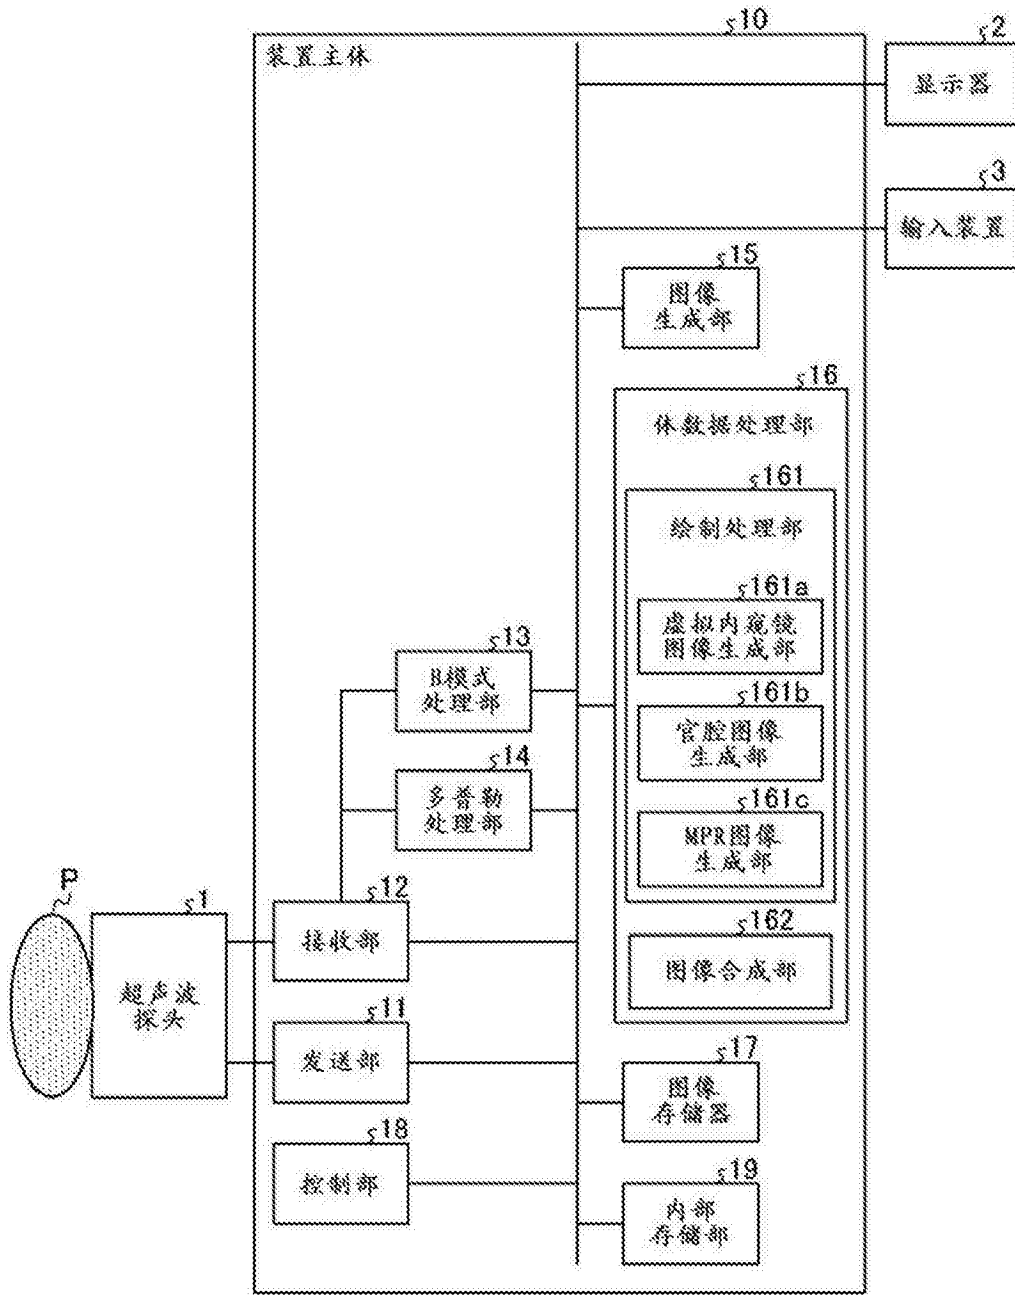 10
装置主体
2
显示器
3
输入装置
15
图像
生成部
16
体数据处理部
161
绘制处理部
161a
虚拟内窥镜
图像生成部
161b
官腔图像
生成部
161c
MPR图像
生成部
162
图像合成部
13
B模式
处理部
14
多普勒
处理部
P
1
超声波
探头
12
接收部
11
发送部
18
控制部
17
图像
存储器
19
内部
存储部